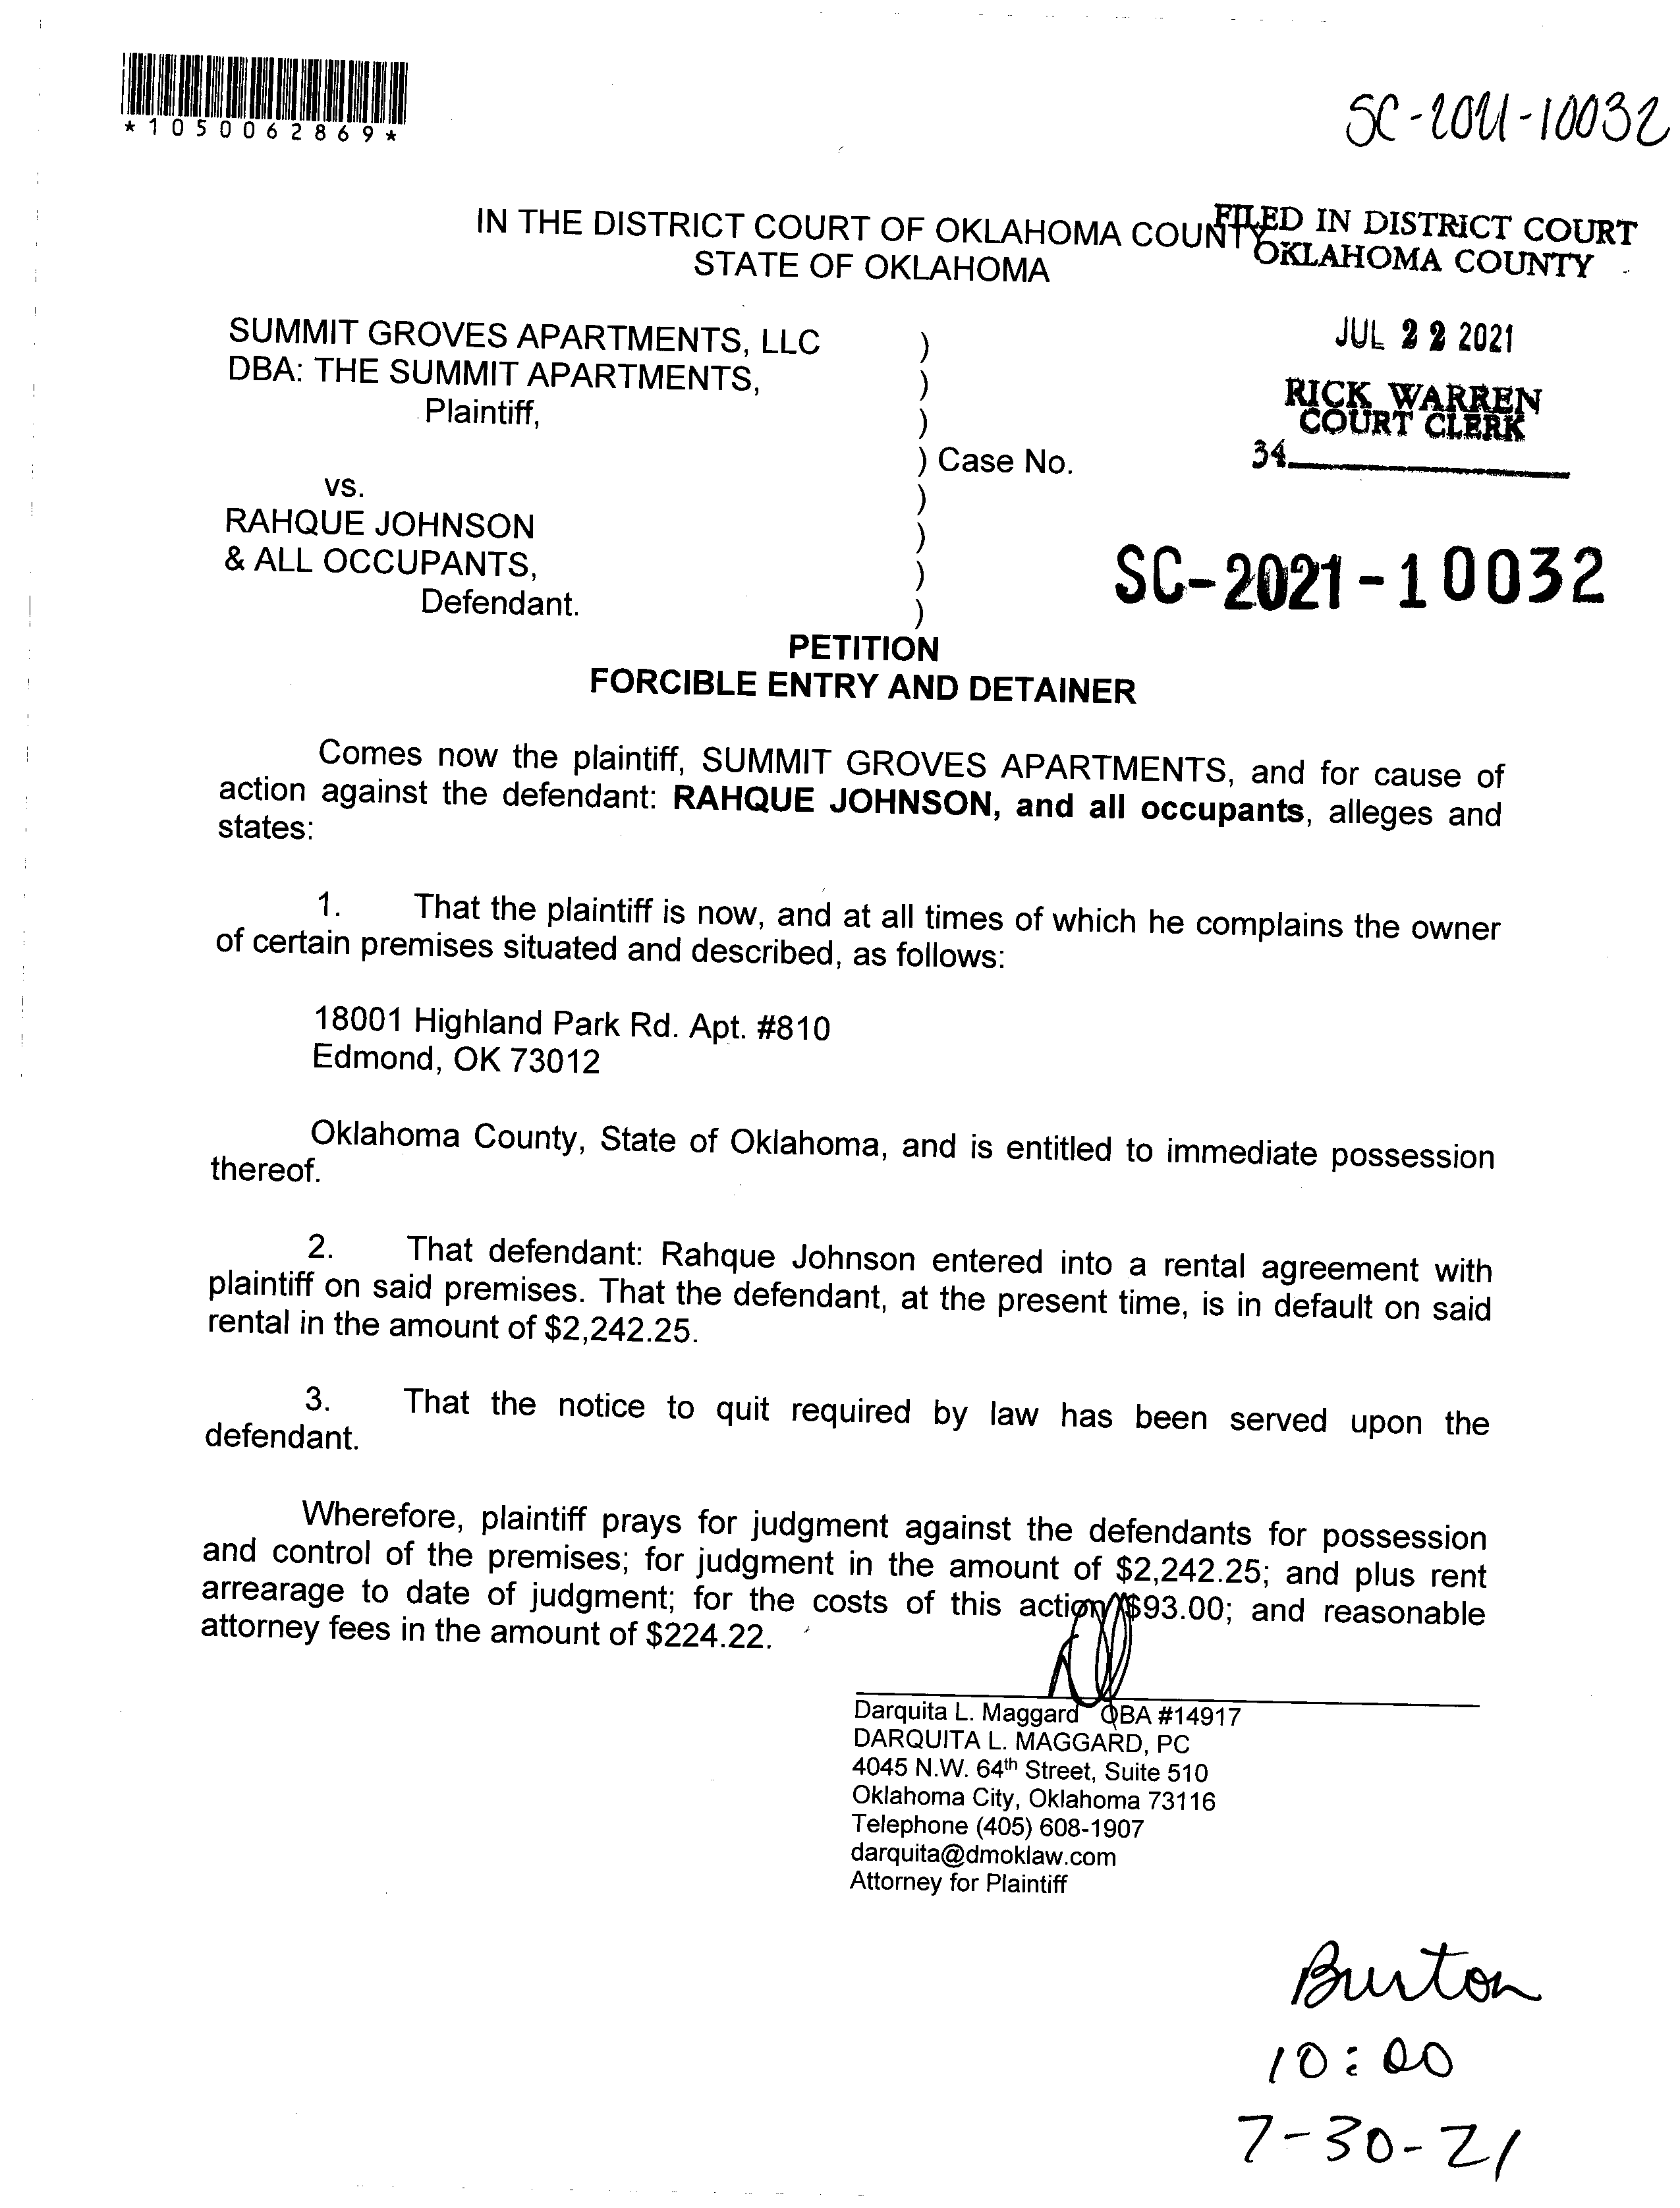 *1050062869*
SC-2021-10032
IN THE DISTRICT COURT OF OKLAHOMA COUNTY
STATE OF OKLAHOMA
FILED IN DISTRICT COURT
OKLAHOMA COUNTY
JUL 22 2021
RICK WARREN
COURT CLERK
34
SUMMIT GROVES APARTMENTS, LLC )
DBA: THE SUMMIT APARTMENTS, )
Plaintiff, )
) Case No.
vs. )
RAHQUE JOHNSON )
& ALL OCCUPANTS, )
Defendant. )
SC-2021-10032
PETITION
FORCIBLE ENTRY AND DETAINER
Comes now the plaintiff, SUMMIT GROVES APARTMENTS, and for cause of
action against the defendant: RAHQUE JOHNSON, and all occupants, alleges and
states:
1. That the plaintiff is now, and at all times of which he complains the owner
of certain premises situated and described, as follows:
18001 Highland Park Rd. Apt. #810
Edmond, OK 73012
Oklahoma County, State of Oklahoma, and is entitled to immediate possession
thereof.
2. That defendant: Rahque Johnson entered into a rental agreement with
plaintiff on said premises. That the defendant, at the present time, is in default on said
rental in the amount of $2,242.25.
3. That the notice to quit required by law has been served upon the
defendant.
Wherefore, plaintiff prays for judgment against the defendants for possession
and control of the premises; for judgment in the amount of $2,242.25; and plus rent
arrearage to date of judgment; for the costs of this action $93.00; and reasonable
attorney fees in the amount of $224.22.
Darquita L. Maggard OBA #14917
DARQUITA L. MAGGARD, PC
4045 N.W. 64th Street, Suite 510
Oklahoma City, Oklahoma 73116
Telephone (405) 608-1907
darquita@dmoklaw.com
Attorney for Plaintiff
Burton
10:00
7-30-21